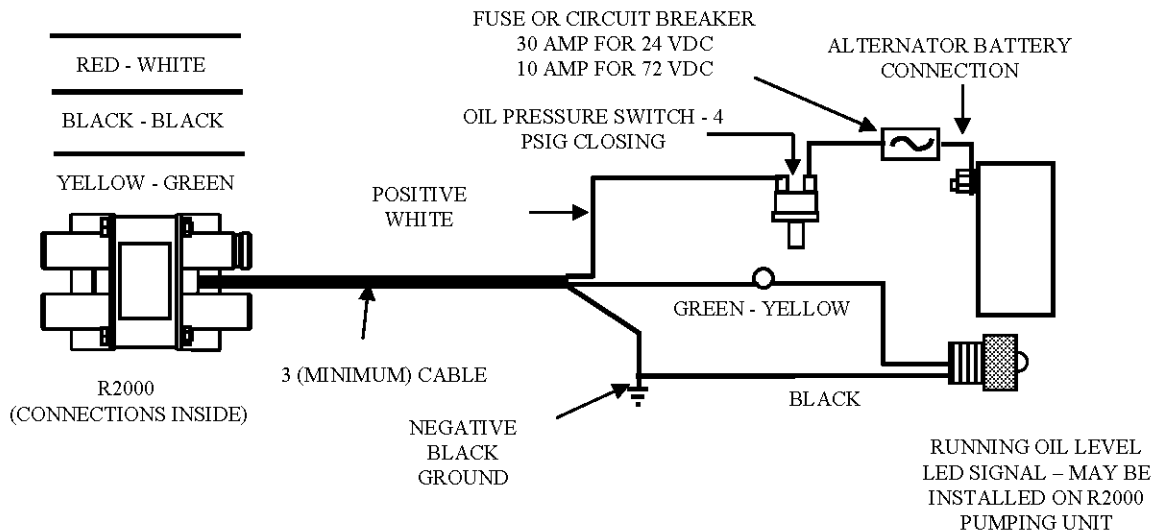 FUSE OR CIRCUIT BREAKER
30 AMP FOR 24 VDC
10 AMP FOR 72 VDC
ALTERNATOR BATTERY
CONNECTION
RED - WHITE
BLACK - BLACK
YELLOW - GREEN
OIL PRESSURE SWITCH - 4
PSIG CLOSING
POSITIVE
WHITE
GREEN - YELLOW
3 (MINIMUM) CABLE
R2000
(CONNECTIONS INSIDE)
BLACK
NEGATIVE
BLACK
GROUND
RUNNING OIL LEVEL
LED SIGNAL – MAY BE
INSTALLED ON R2000
PUMPING UNIT